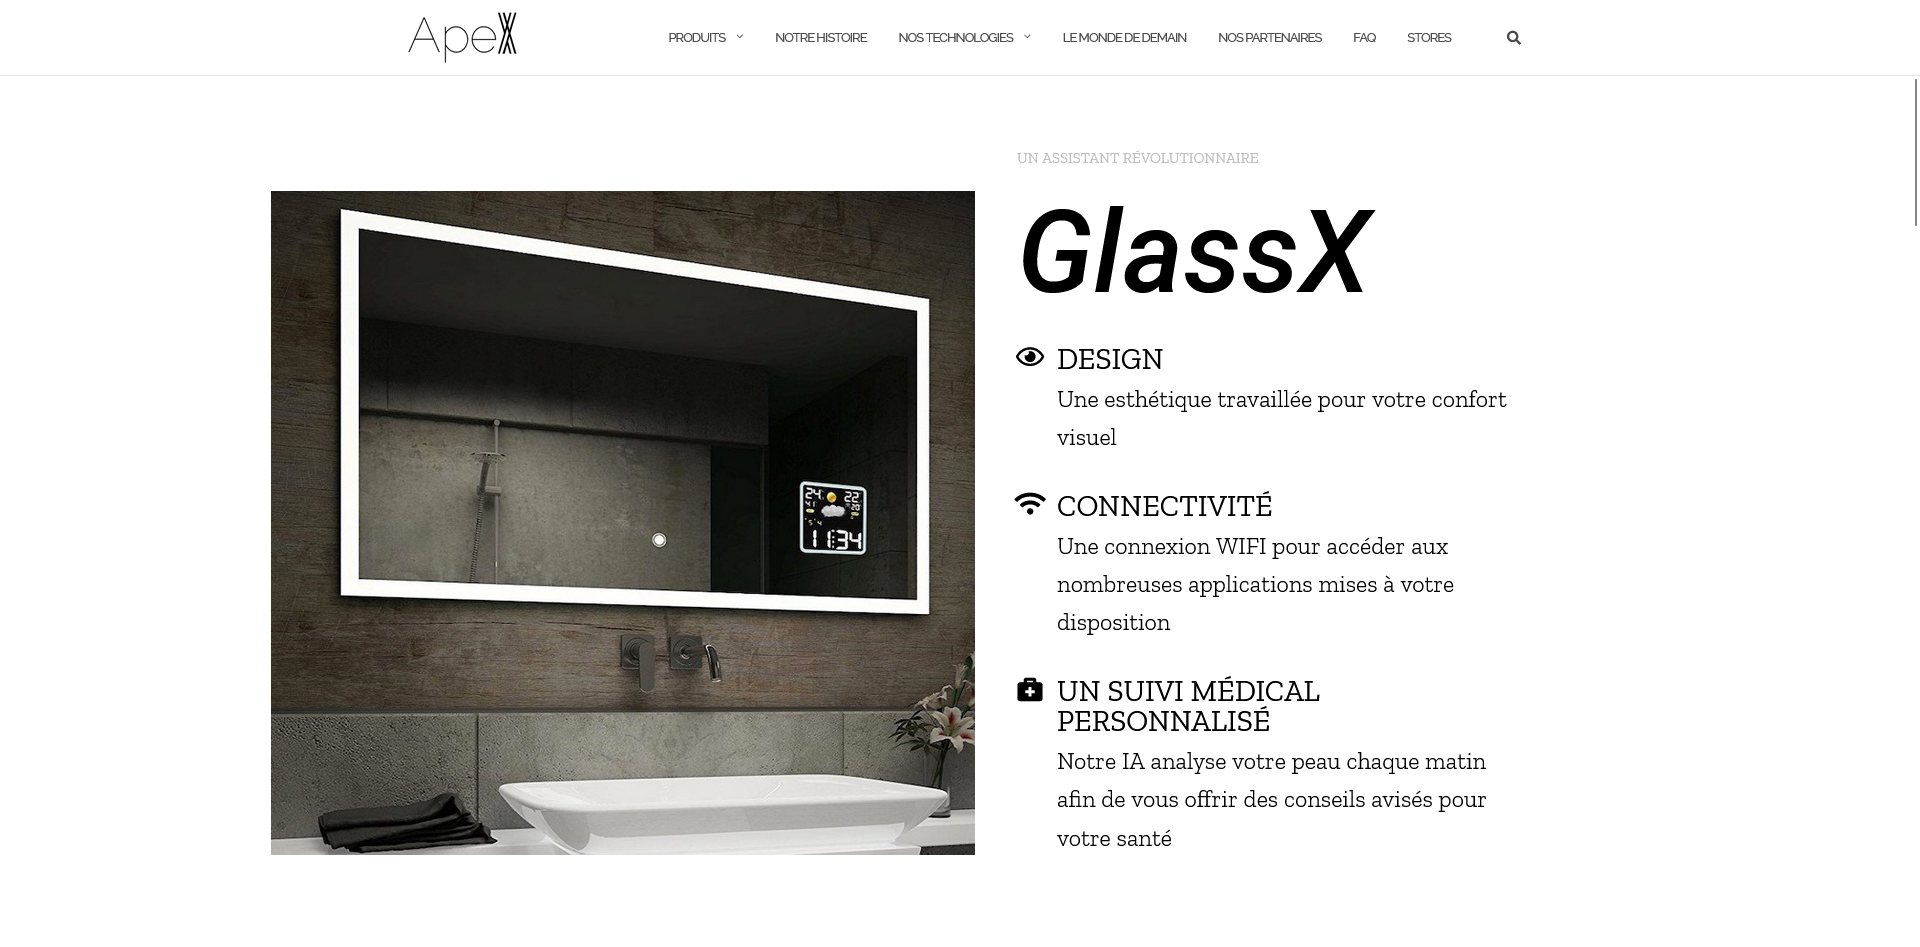 ApeX
PRODUITS
NOTRE HISTOIRE
NOS TECHNOLOGIES
LE MONDE DE DEMAIN
NOS PARTENAIRES
FAQ
STORES
UN ASSISTANT RÉVOLUTIONNAIRE
GlassX
DESIGN
Une esthétique travaillée pour votre confort
visuel
CONNECTIVITÉ
Une connexion WIFI pour accéder aux
nombreuses applications mises à votre
disposition
UN SUIVI MÉDICAL
PERSONNALISÉ
Notre IA analyse votre peau chaque matin
afin de vous offrir des conseils avisés pour
votre santé
24
22
11:34